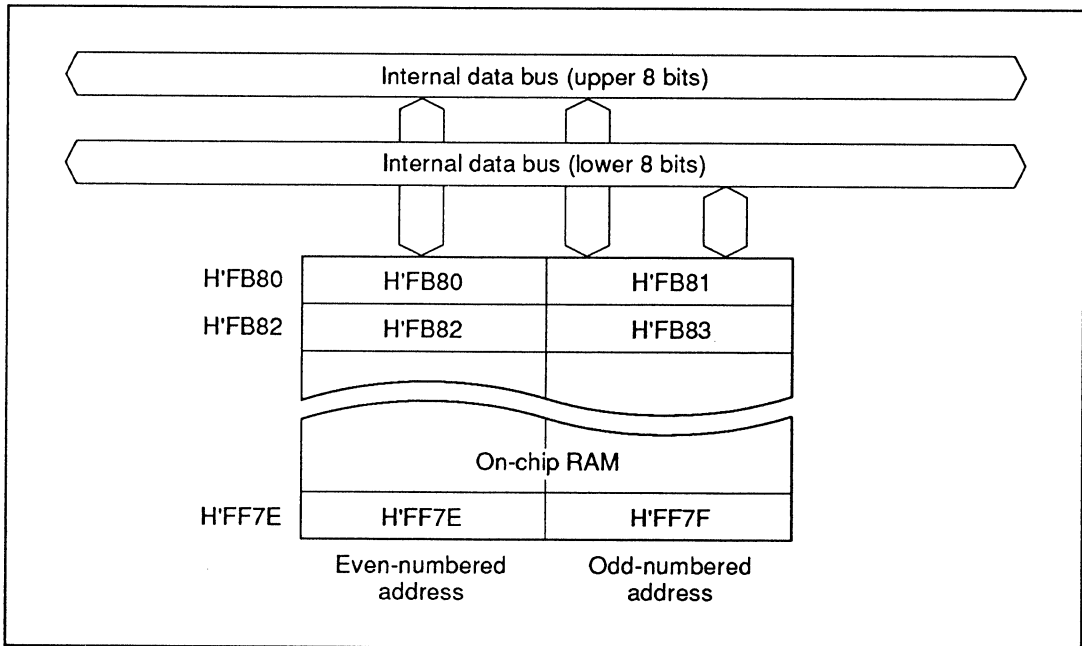 Internal data bus (upper 8 bits)
Internal data bus (lower 8 bits)
H'FB80 H'FB80 H'FB81
H'FB82 H'FB82 H'FB83
On-chip RAM
H'FF7E H'FF7E H'FF7F
Even-numbered Odd-numbered
address address